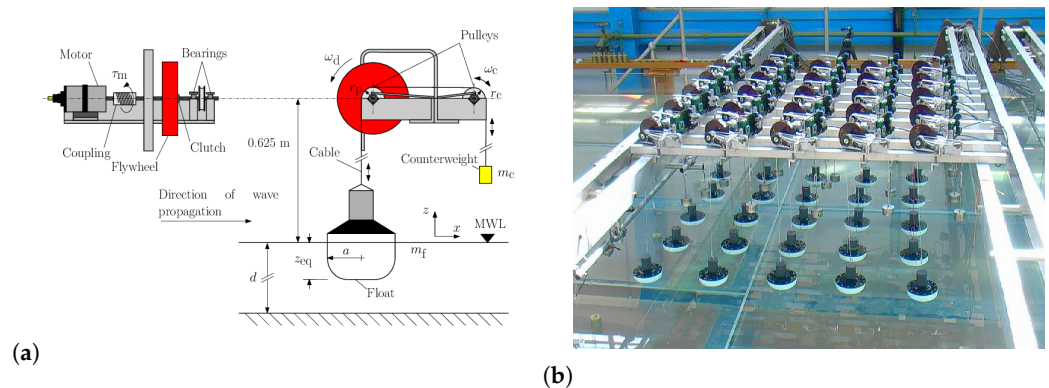 Motor
Bearings
τm
Coupling
Flywheel
Clutch
Pulleys
ωd
ωc
rp
rc
0.625 m
Cable
Counterweight
mc
Direction of wave
propagation
z
x
MWL
zeq
a
mf
d
Float
(a)
(b)